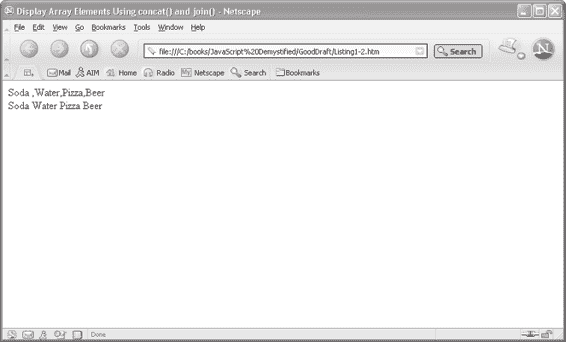 Display Array Elements Using concat() and join() - Netscape
File Edit View Go Bookmarks Tools Window Help
file:///C:/books/JavaScript%20Demystified/GoodDraft/Listing1-2.htm Search N
Mail AIM Home Radio My Netscape Search Bookmarks
Soda ,Water,Pizza,Beer
Soda Water Pizza Beer
Done